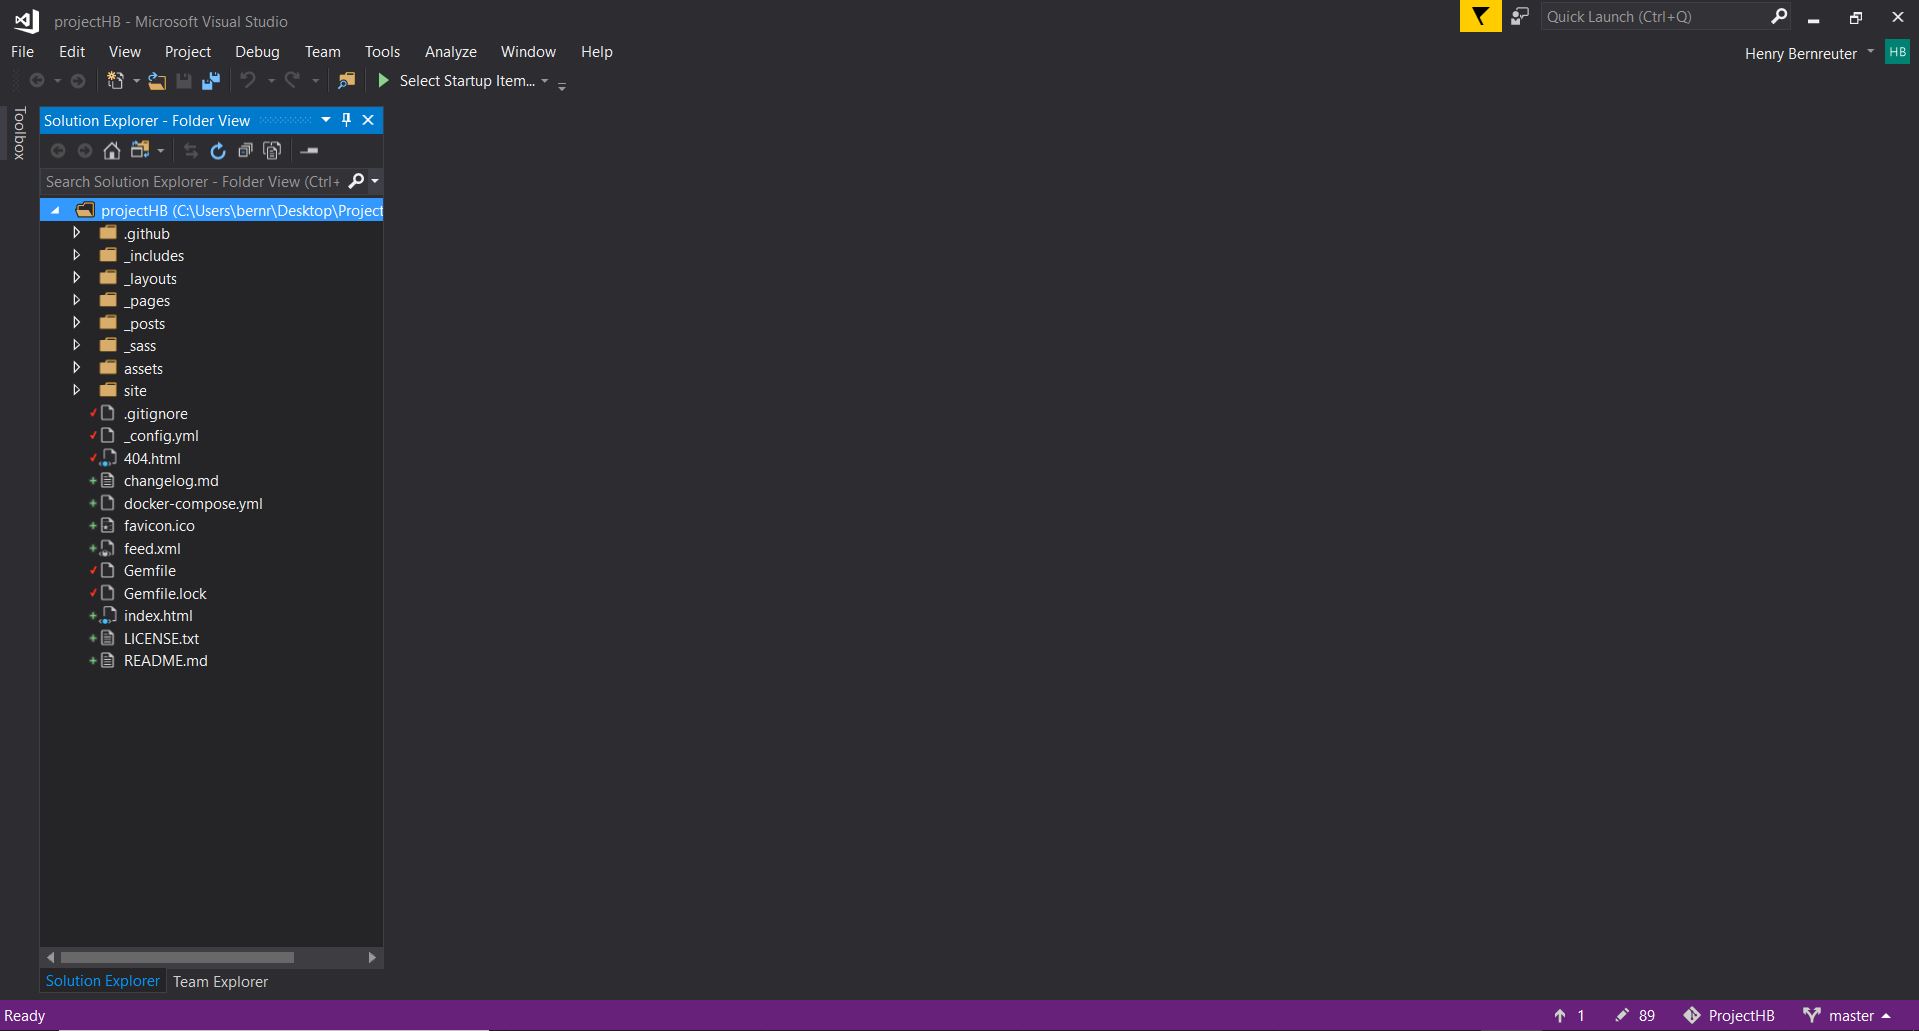 projectHB - Microsoft Visual Studio
Quick Launch (Ctrl+Q)
File Edit View Project Debug Team Tools Analyze Window Help
Henry Bernreuter HB
Select Startup Item...
Toolbox
Solution Explorer - Folder View
Search Solution Explorer - Folder View (Ctrl+
projectHB (C:\Users\bernr\Desktop\Project
.github
_includes
_layouts
_pages
_posts
_sass
assets
site
.gitignore
_config.yml
404.html
changelog.md
docker-compose.yml
favicon.ico
feed.xml
Gemfile
Gemfile.lock
index.html
LICENSE.txt
README.md
Solution Explorer Team Explorer
Ready 1 89 ProjectHB master